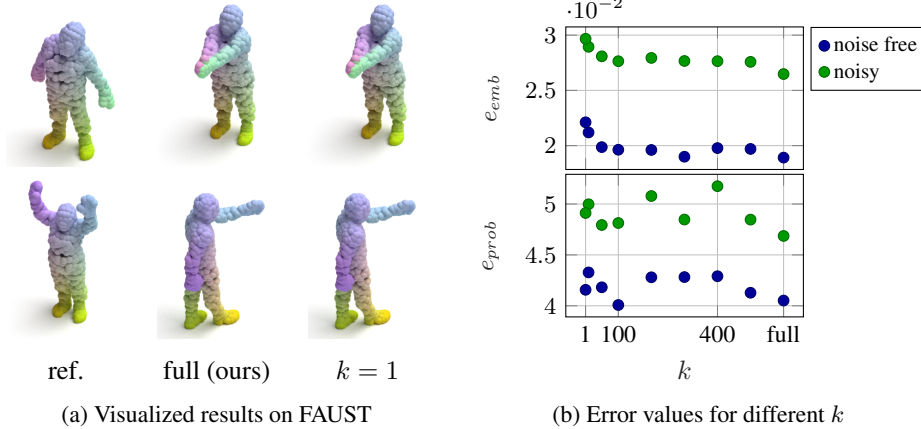 ref.
full (ours)
k = 1
(a) Visualized results on FAUST
·10⁻²
3
2.5
2
e_emb
noise free
noisy
5
4.5
4
e_prob
1 100 400 full
k
(b) Error values for different k